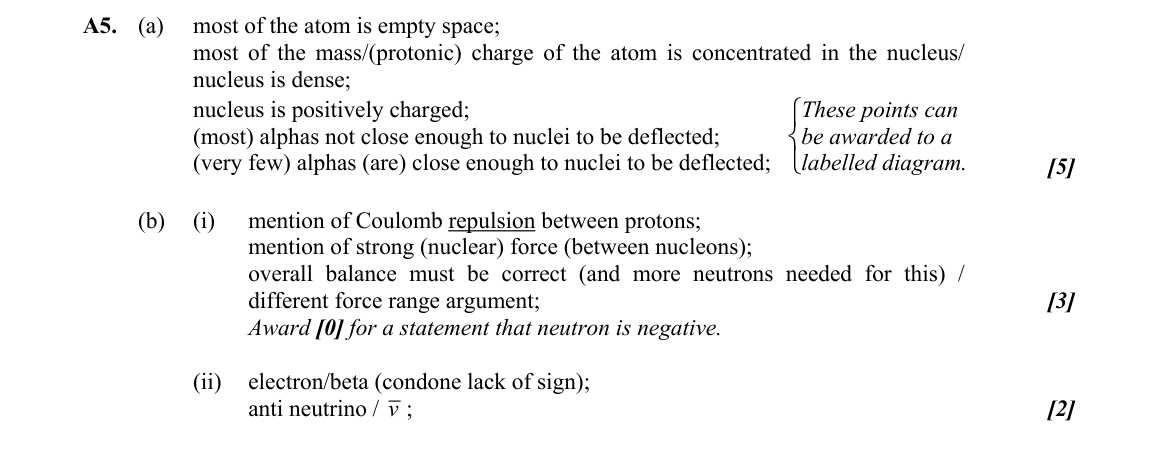 A5. (a) most of the atom is empty space;
most of the mass/(protonic) charge of the atom is concentrated in the nucleus/
nucleus is dense;
nucleus is positively charged;
(most) alphas not close enough to nuclei to be deflected;
(very few) alphas (are) close enough to nuclei to be deflected;
These points can
be awarded to a
labelled diagram.
[5]
(b) (i) mention of Coulomb repulsion between protons;
mention of strong (nuclear) force (between nucleons);
overall balance must be correct (and more neutrons needed for this) /
different force range argument; [3]
Award [0] for a statement that neutron is negative.
(ii) electron/beta (condone lack of sign);
anti neutrino / ν̅ ; [2]